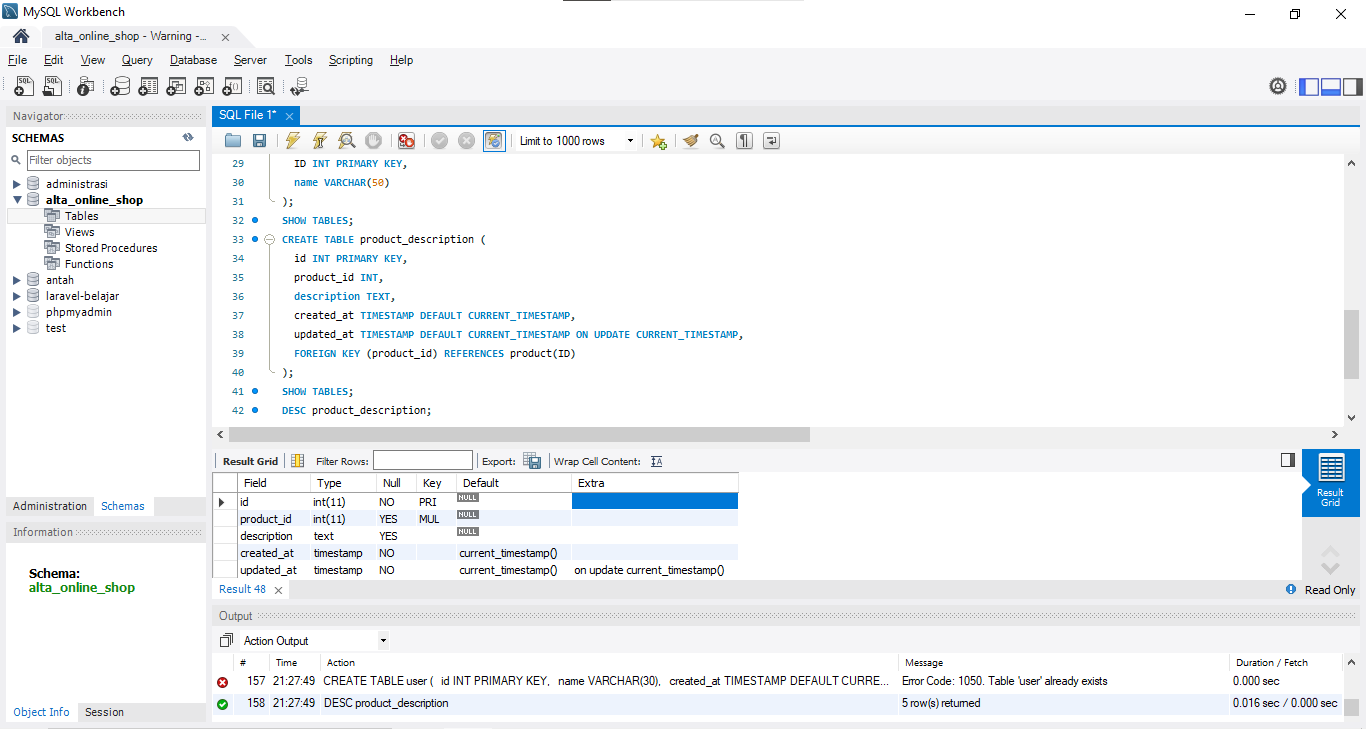 MySQL Workbench
alta_online_shop - Warning -...
File Edit View Query Database Server Tools Scripting Help
Navigator
SCHEMAS
Filter objects
administrasi
alta_online_shop
Tables
Views
Stored Procedures
Functions
antah
laravel-belajar
phpmyadmin
test
Administration Schemas
Information
Schema:
alta_online_shop
Object Info Session
SQL File 1*
Limit to 1000 rows
29 ID INT PRIMARY KEY,
30 name VARCHAR(50)
31 );
32 SHOW TABLES;
33 CREATE TABLE product_description (
34 id INT PRIMARY KEY,
35 product_id INT,
36 description TEXT,
37 created_at TIMESTAMP DEFAULT CURRENT_TIMESTAMP,
38 updated_at TIMESTAMP DEFAULT CURRENT_TIMESTAMP ON UPDATE CURRENT_TIMESTAMP,
39 FOREIGN KEY (product_id) REFERENCES product(ID)
40 );
41 SHOW TABLES;
42 DESC product_description;
Result Grid Filter Rows: Export: Wrap Cell Content:
Field Type Null Key Default Extra
id int(11) NO PRI NULL
product_id int(11) YES MUL NULL
description text YES NULL
created_at timestamp NO current_timestamp()
updated_at timestamp NO current_timestamp() on update current_timestamp()
Result Grid
Result 48
Read Only
Output
Action Output
# Time Action Message Duration / Fetch
157 21:27:49 CREATE TABLE user ( id INT PRIMARY KEY, name VARCHAR(30), created_at TIMESTAMP DEFAULT CURRE... Error Code: 1050. Table 'user' already exists 0.000 sec
158 21:27:49 DESC product_description 5 row(s) returned 0.016 sec / 0.000 sec